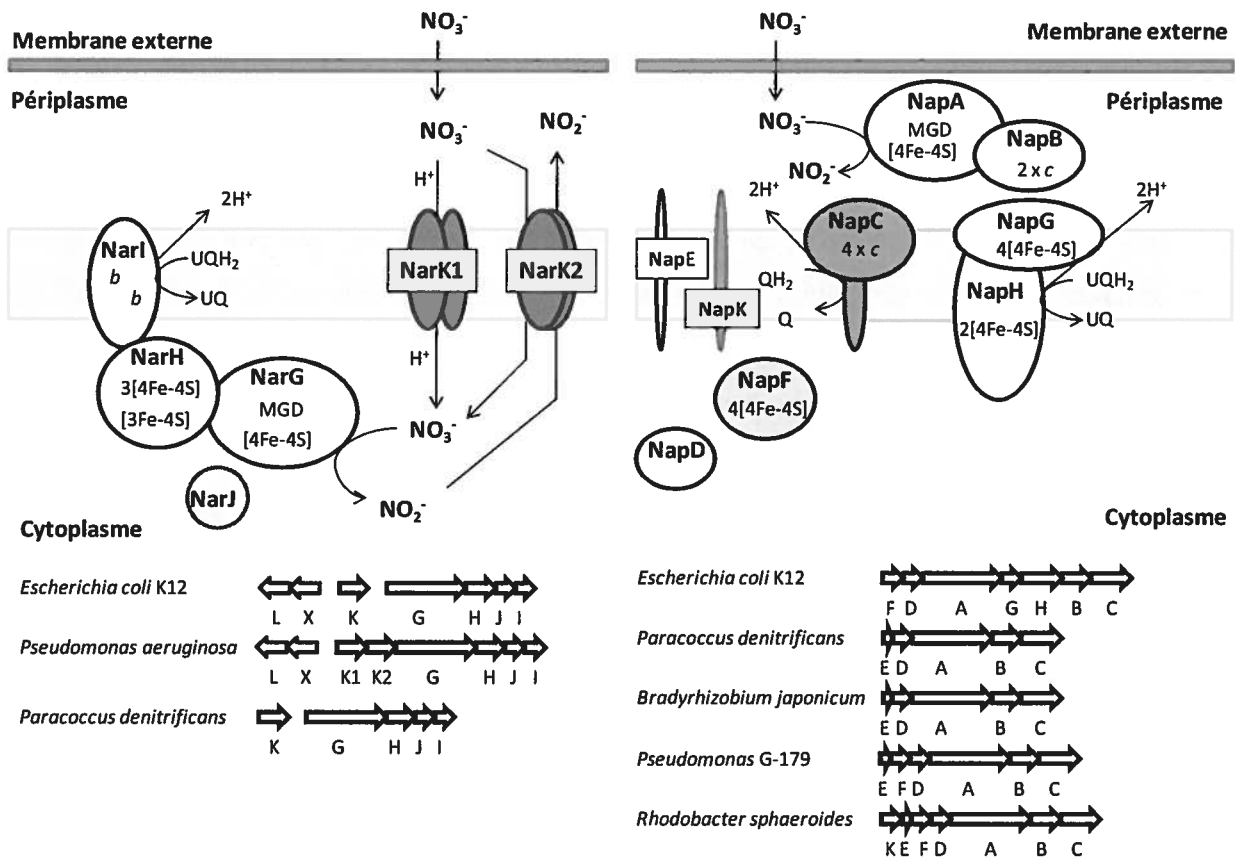 NO₃⁻
Membrane externe
Périplasme
NO₃⁻
NO₂⁻
H⁺
2H⁺
NarI
b
b
UQH₂
UQ
NarK1
NarK2
H⁺
NarH
3[4Fe-4S]
[3Fe-4S]
NarG
MGD
[4Fe-4S]
NO₃⁻
NarJ
NO₂⁻
Cytoplasme
Escherichia coli K12
L X K G H J I
Pseudomonas aeruginosa
L X K1 K2 G H J I
Paracoccus denitrificans
K G H J I
NO₃⁻
Membrane externe
Périplasme
NO₃⁻
NapA
MGD
[4Fe-4S]
NapB
2 x c
NO₂⁻
2H⁺
2H⁺
NapE
NapK
NapC
4 x c
QH₂
Q
NapG
4[4Fe-4S]
NapH
2[4Fe-4S]
UQH₂
UQ
NapF
4[4Fe-4S]
NapD
Cytoplasme
Escherichia coli K12
F D A G H B C
Paracoccus denitrificans
E D A B C
Bradyrhizobium japonicum
E D A B C
Pseudomonas G-179
E F D A B C
Rhodobacter sphaeroides
K E F D A B C